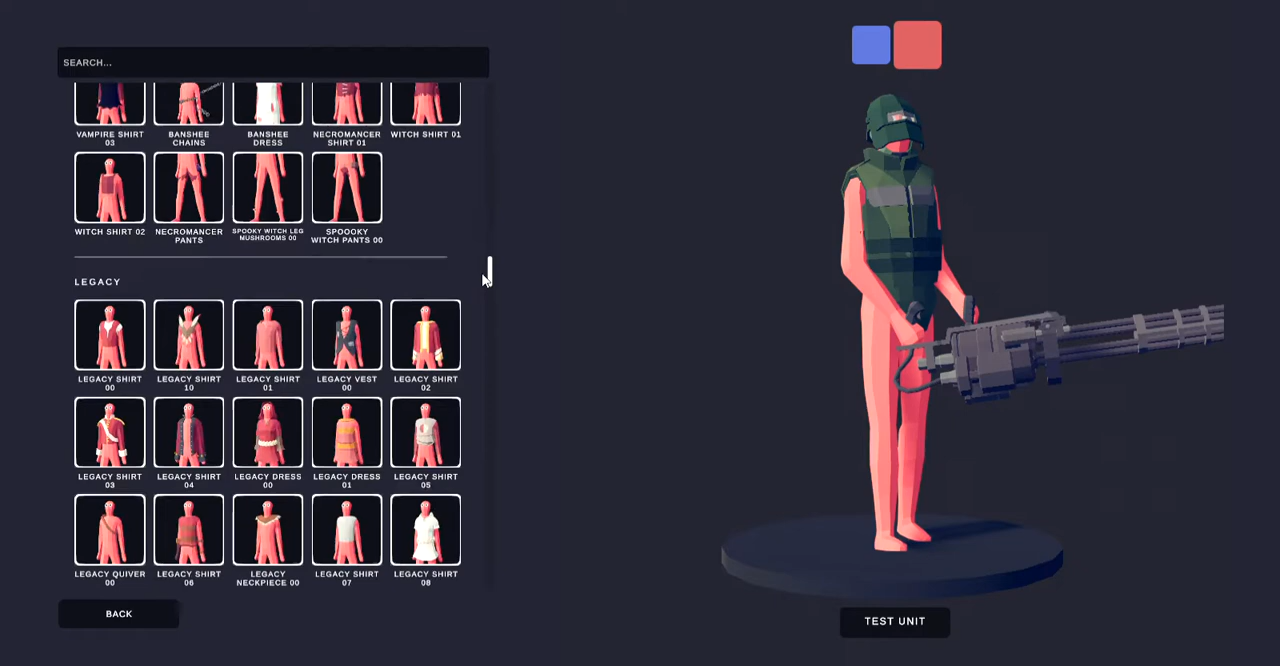 SEARCH...
VAMPIRE SHIRT
03
BANSHEE
CHAINS
BANSHEE
DRESS
NECROMANCER
SHIRT 01
WITCH SHIRT 01
WITCH SHIRT 02
NECROMANCER
PANTS
SPOOKY WITCH LEG
MUSHROOMS 00
SPOOOKY
WITCH PANTS 00
LEGACY
LEGACY SHIRT
00
LEGACY SHIRT
10
LEGACY SHIRT
01
LEGACY VEST
00
LEGACY SHIRT
02
LEGACY SHIRT
03
LEGACY SHIRT
04
LEGACY DRESS
00
LEGACY DRESS
01
LEGACY SHIRT
05
LEGACY QUIVER
00
LEGACY SHIRT
06
LEGACY
NECKPIECE 00
LEGACY SHIRT
07
LEGACY SHIRT
08
BACK
TEST UNIT